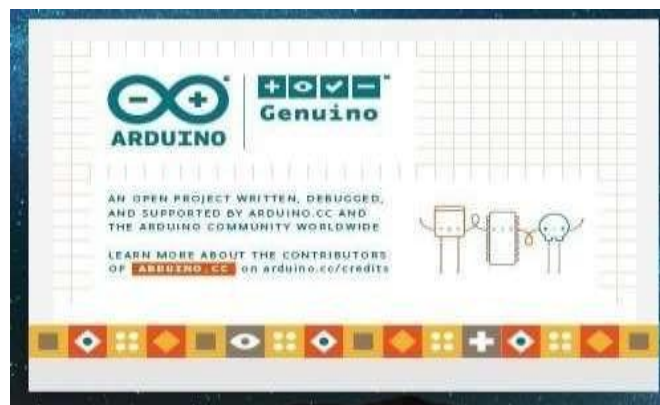 ARDUINO
Genuino
AN OPEN PROJECT WRITTEN, DEBUGGED,
AND SUPPORTED BY ARDUINO.CC AND
THE ARDUINO COMMUNITY WORLDWIDE
LEARN MORE ABOUT THE CONTRIBUTORS
OF ARDUINO.CC on arduino.cc/credits